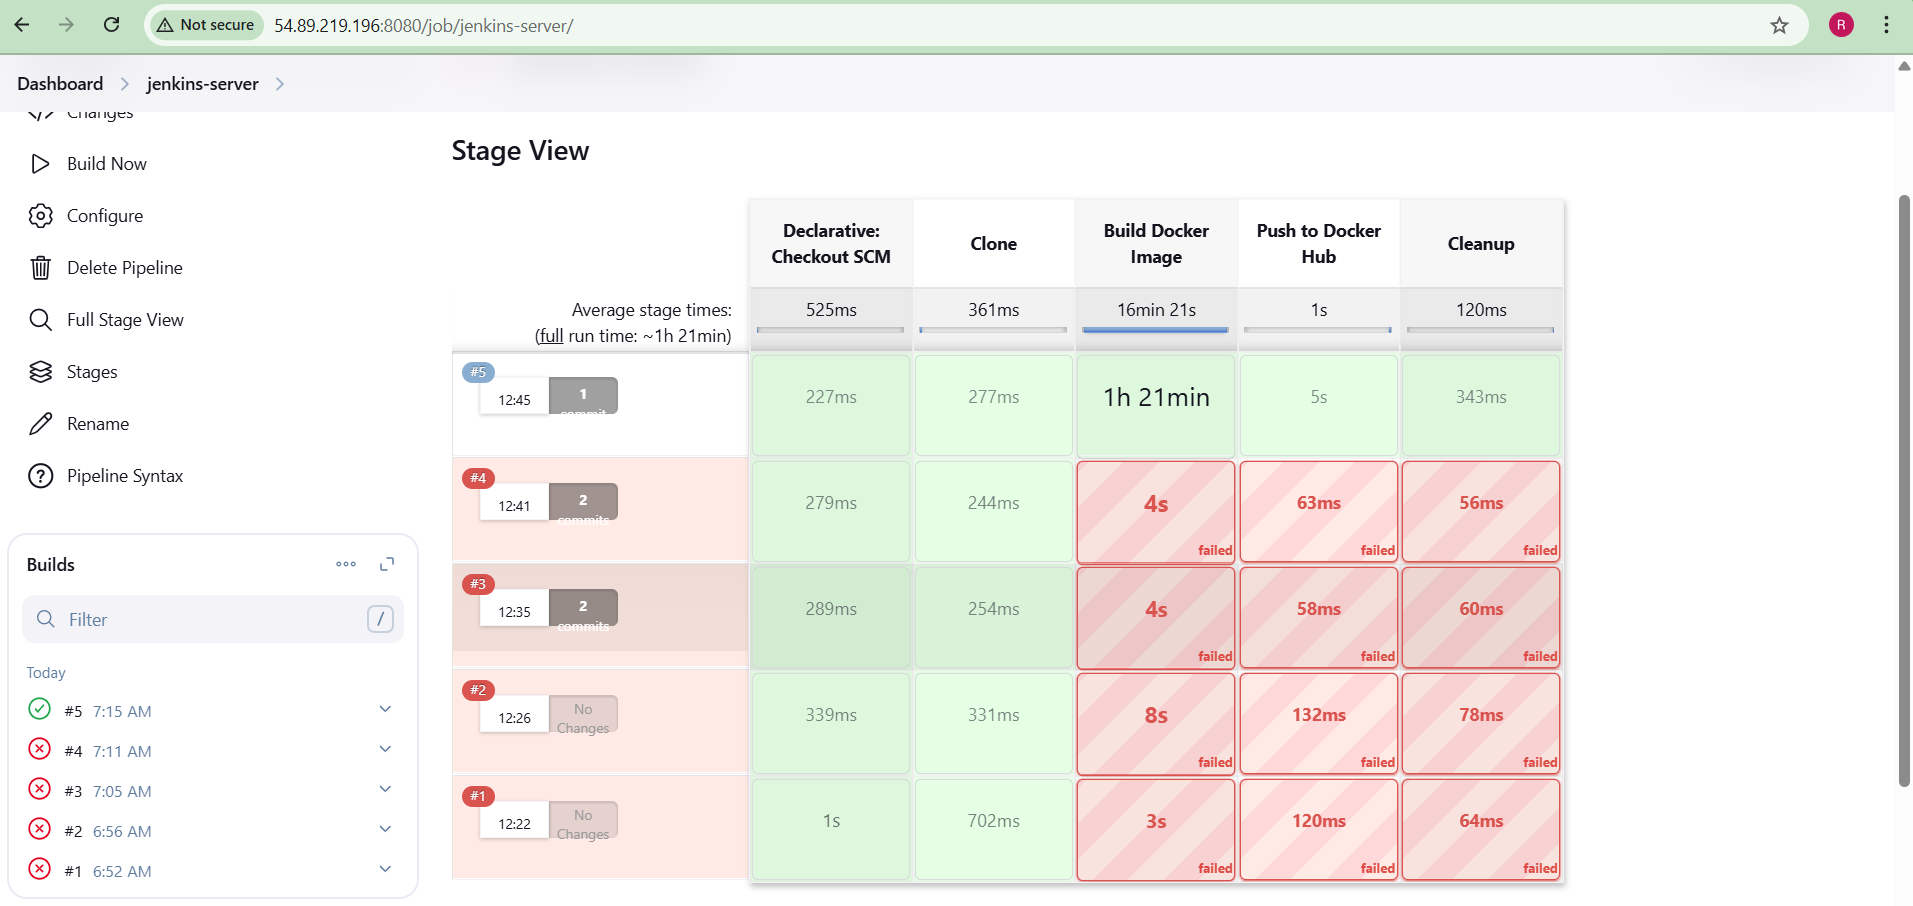 Not secure
54.89.219.196:8080/job/jenkins-server/
R
Dashboard
jenkins-server
Changes
Build Now
Configure
Delete Pipeline
Full Stage View
Stages
Rename
Pipeline Syntax
Builds
Filter
/
Today
#5 7:15 AM
#4 7:11 AM
#3 7:05 AM
#2 6:56 AM
#1 6:52 AM
Stage View
Declarative:
Checkout SCM
Clone
Build Docker
Image
Push to Docker
Hub
Cleanup
Average stage times:
(full run time: ~1h 21min)
525ms
361ms
16min 21s
1s
120ms
#5
12:45
1
commit
227ms
277ms
1h 21min
5s
343ms
#4
12:41
2
commits
279ms
244ms
4s
failed
63ms
failed
56ms
failed
#3
12:35
2
commits
289ms
254ms
4s
failed
58ms
failed
60ms
failed
#2
12:26
No
Changes
339ms
331ms
8s
failed
132ms
failed
78ms
failed
#1
12:22
No
Changes
1s
702ms
3s
failed
120ms
failed
64ms
failed